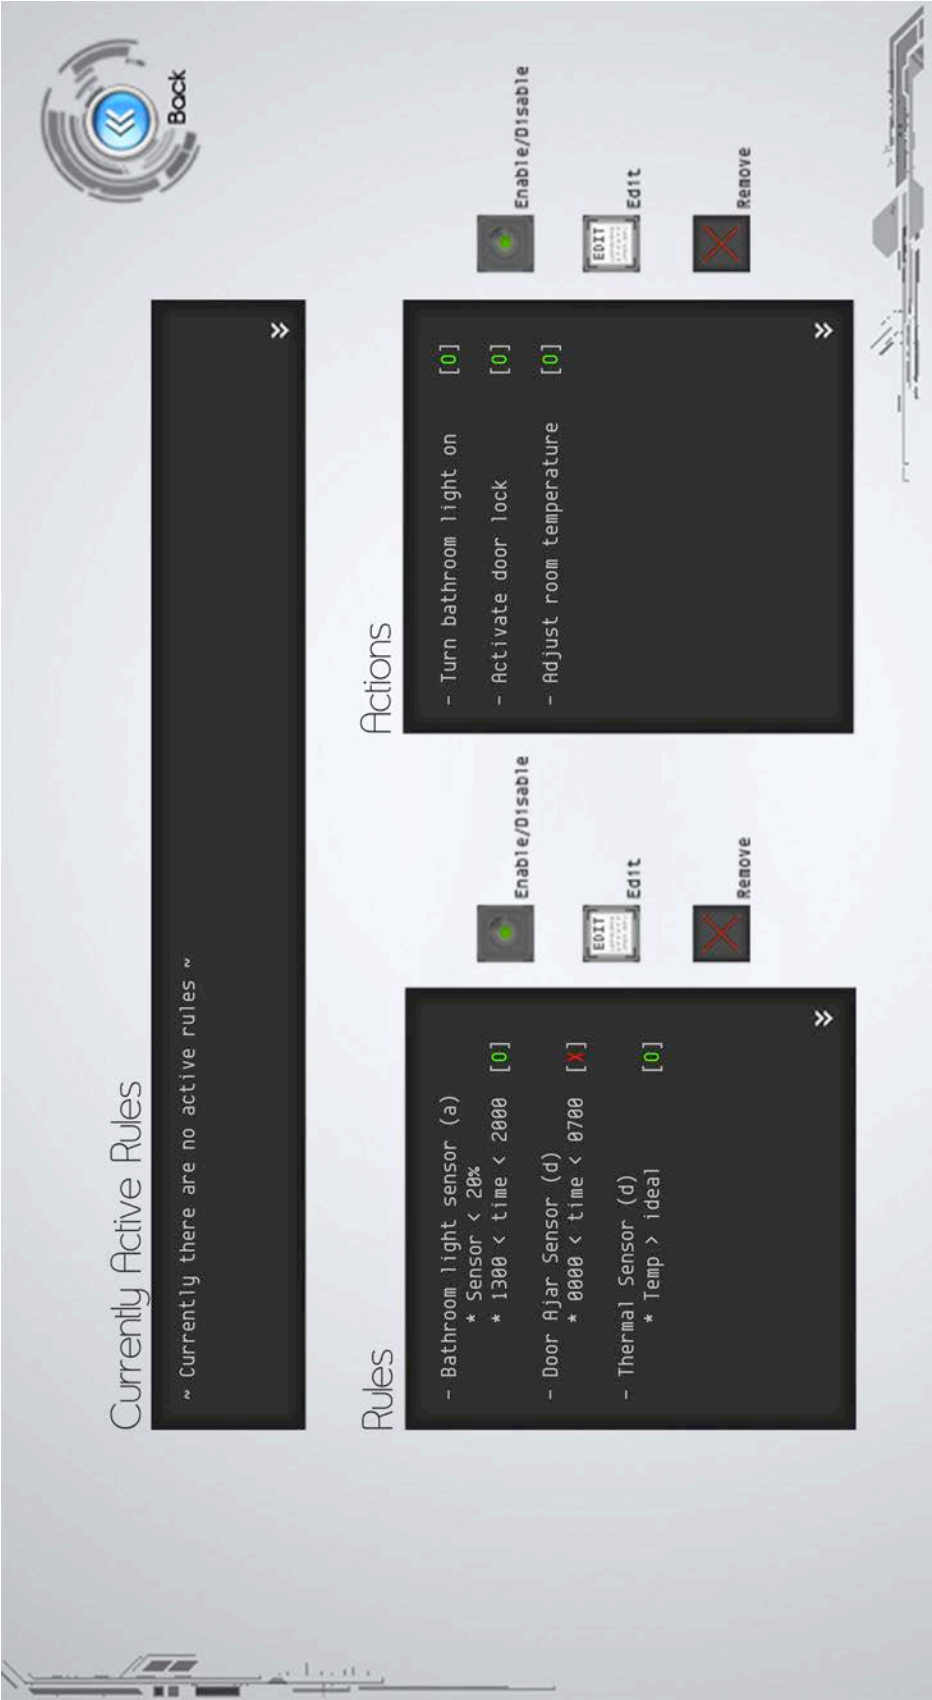 Back
Currently Active Rules
~ Currently there are no active rules ~
Rules
- Bathroom light sensor (a)
* Sensor < 20%
* 1300 < time < 2000 [O]
- Door Ajar Sensor (d)
* 0000 < time < 0700 [X]
- Thermal Sensor (d)
* Temp > ideal [O]
Enable/Disable
EDIT
Edit
Remove
Actions
- Turn bathroom light on [O]
- Activate door lock [O]
- Adjust room temperature [O]
Enable/Disable
EDIT
Edit
Remove